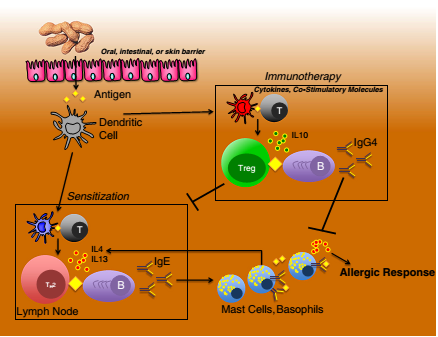 Oral, intestinal, or skin barrier
Antigen
Dendritic
Cell
Immunotherapy
Cytokines, Co-Stimulatory Molecules
T
IL10
IgG4
Treg
B
Sensitization
T
IL4
IL13
IgE
TH2
B
Lymph Node
Mast Cells, Basophils
Allergic Response